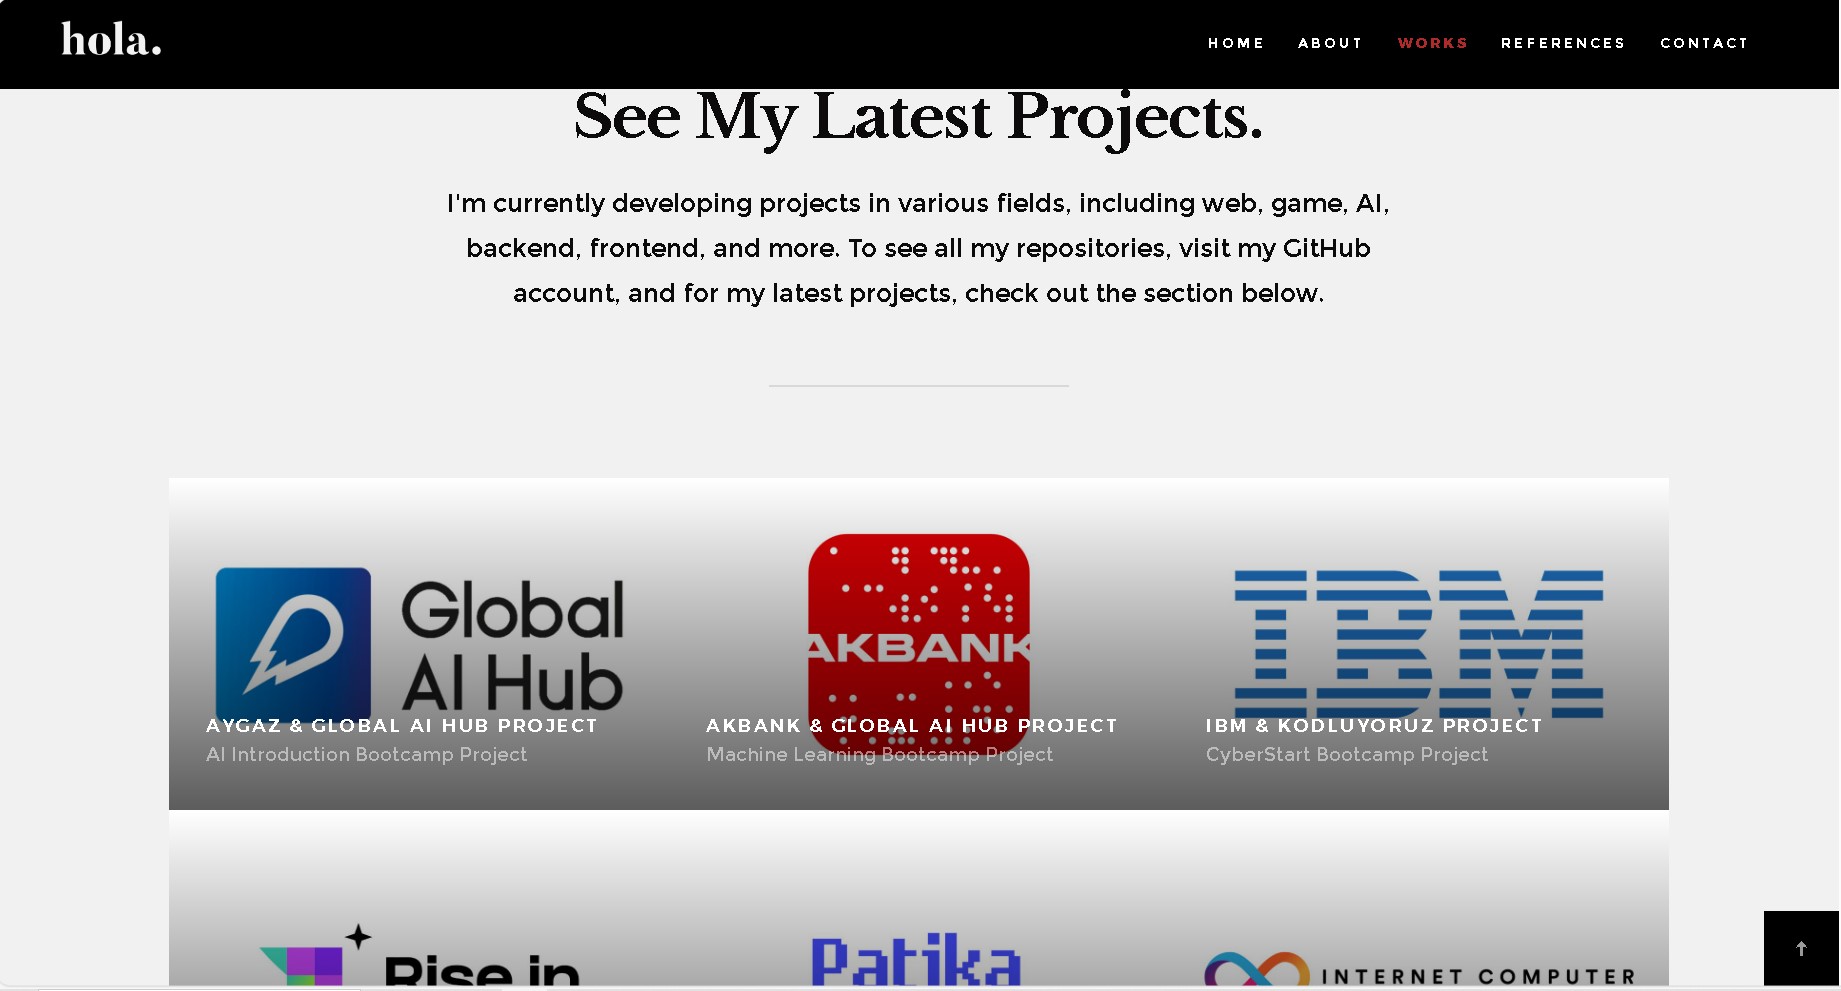 hola.
HOME ABOUT WORKS REFERENCES CONTACT
See My Latest Projects.
I'm currently developing projects in various fields, including web, game, AI,
backend, frontend, and more. To see all my repositories, visit my GitHub
account, and for my latest projects, check out the section below.
Global
AI Hub
AYGAZ & GLOBAL AI HUB PROJECT
AI Introduction Bootcamp Project
AKBANK
AKBANK & GLOBAL AI HUB PROJECT
Machine Learning Bootcamp Project
IBM
IBM & KODLUYORUZ PROJECT
CyberStart Bootcamp Project
Rise in
Patika
INTERNET COMPUTER